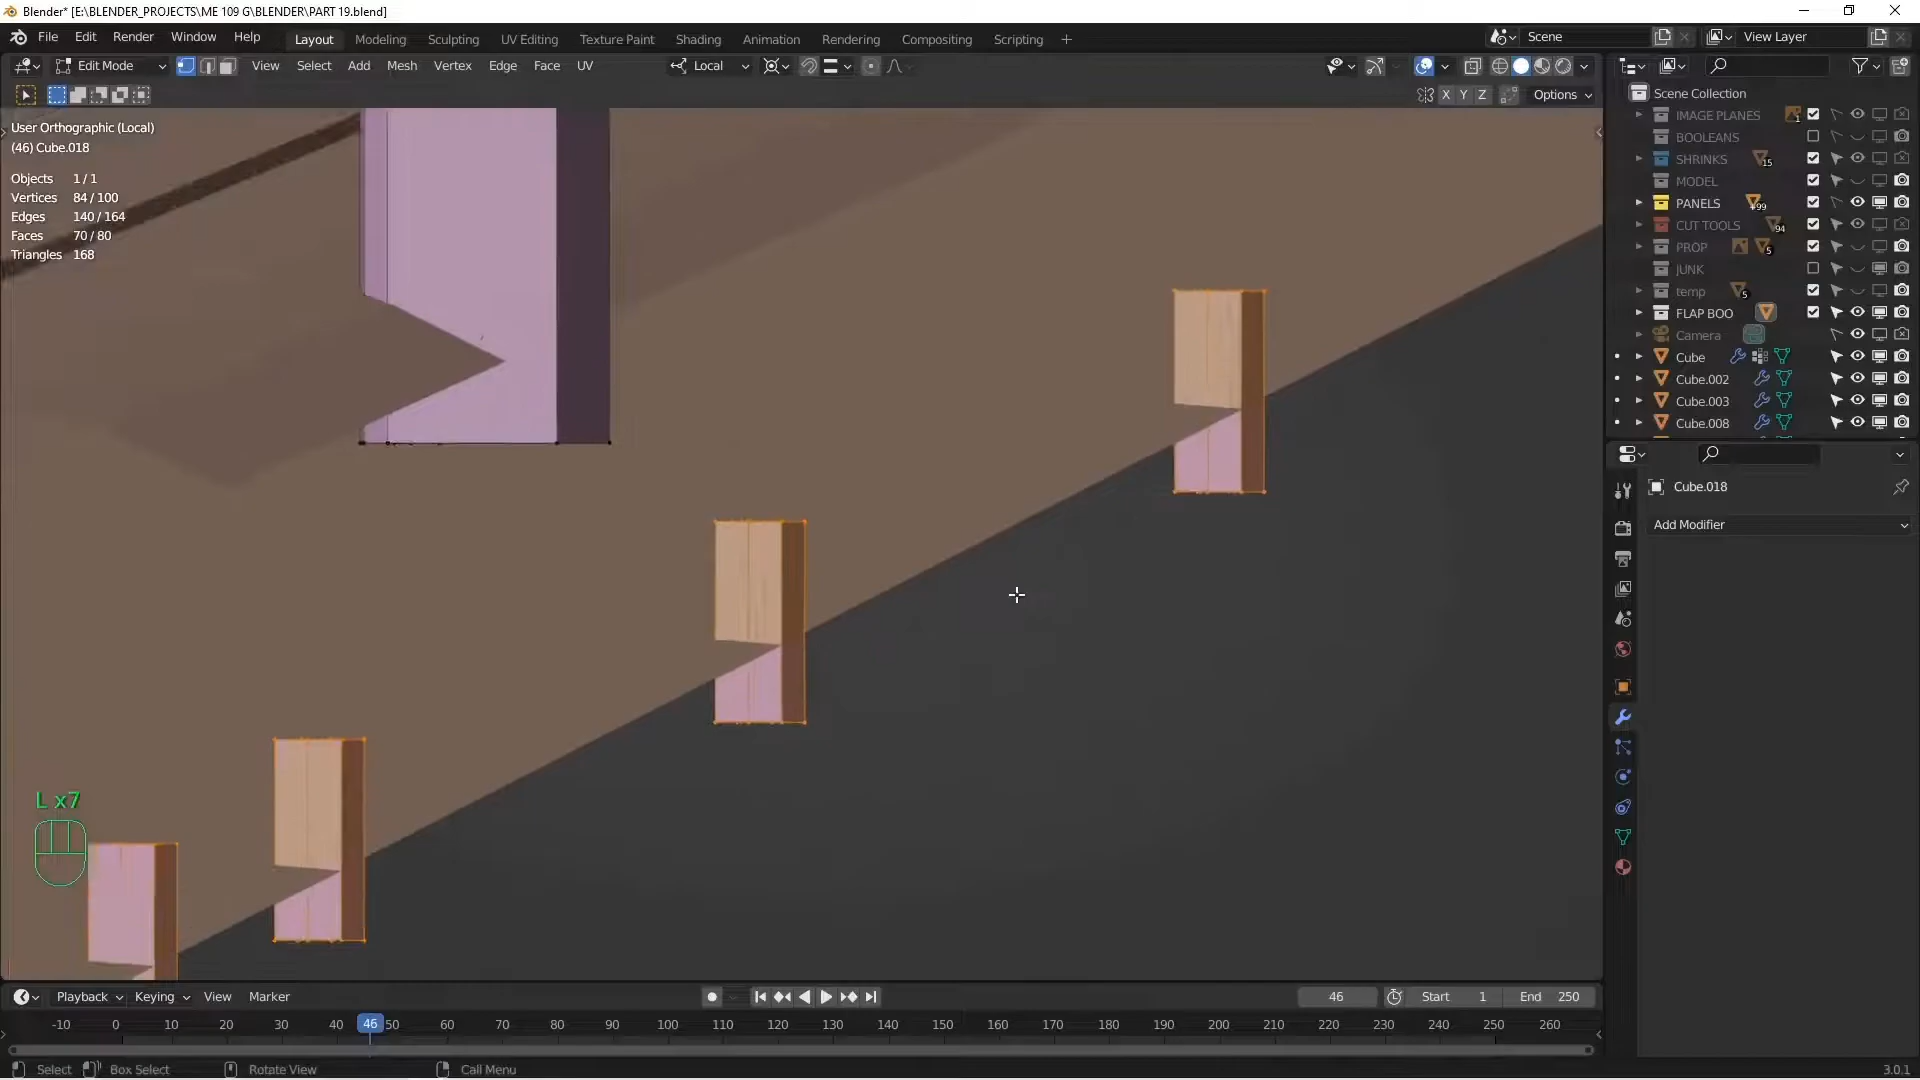 Blender* [E:\BLENDER_PROJECTS\ME 109 G\BLENDER\PART 19.blend]
File Edit Render Window Help Layout Modeling Sculpting UV Editing Texture Paint Shading Animation Rendering Compositing Scripting + Scene View Layer
Edit Mode View Select Add Mesh Vertex Edge Face UV Local
X Y Z Options
User Orthographic (Local)
(46) Cube.018
Objects 1 / 1
Vertices 84 / 100
Edges 140 / 164
Faces 70 / 80
Triangles 168
Scene Collection
IMAGE PLANES 1
BOOLEANS
SHRINKS 15
MODEL
PANELS +99
CUT TOOLS 94
PROP 5
JUNK
temp 5
FLAP BOO
Camera
Cube
Cube.002
Cube.003
Cube.008
Cube.018
Add Modifier
L x7
Playback Keying View Marker 46 Start 1 End 250
-10 0 10 20 30 40 46 50 60 70 80 90 100 110 120 130 140 150 160 170 180 190 200 210 220 230 240 250 260
Select Box Select Rotate View Call Menu 3.0.1